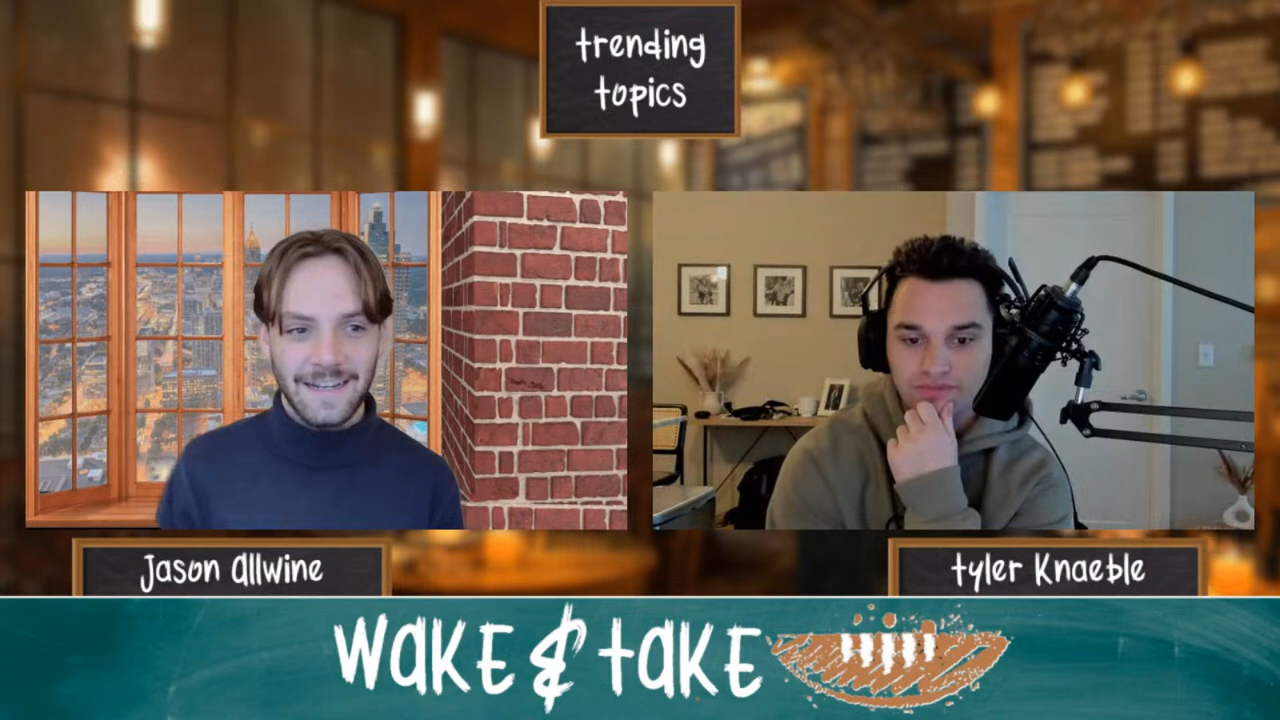 trending
topics
Jason Allwine
tyler Knaeble
WAKE & TAKE